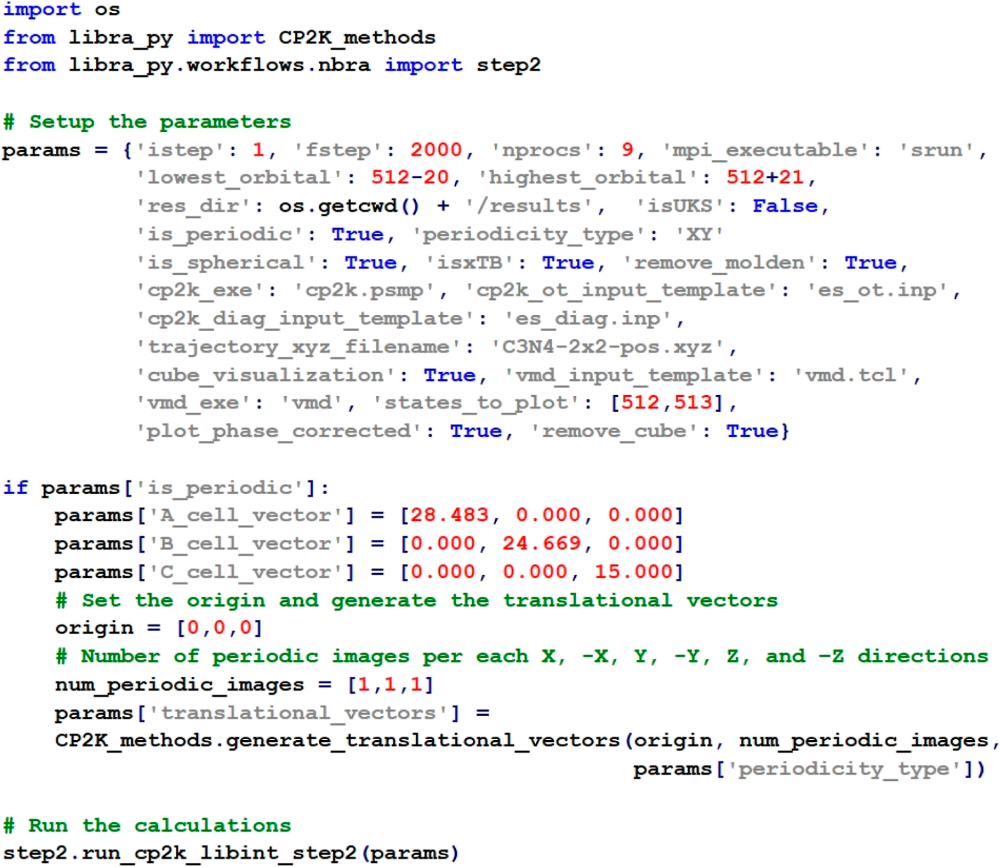 import os
from libra_py import CP2K_methods
from libra_py.workflows.nbra import step2

# Setup the parameters
params = {'istep': 1, 'fstep': 2000, 'nprocs': 9, 'mpi_executable': 'srun',
          'lowest_orbital': 512-20, 'highest_orbital': 512+21,
          'res_dir': os.getcwd() + '/results',  'isUKS': False,
          'is_periodic': True, 'periodicity_type': 'XY'
          'is_spherical': True, 'isxTB': True, 'remove_molden': True,
          'cp2k_exe': 'cp2k.psmp', 'cp2k_ot_input_template': 'es_ot.inp',
          'cp2k_diag_input_template': 'es_diag.inp',
          'trajectory_xyz_filename': 'C3N4-2x2-pos.xyz',
          'cube_visualization': True, 'vmd_input_template': 'vmd.tcl',
          'vmd_exe': 'vmd', 'states_to_plot': [512,513],
          'plot_phase_corrected': True, 'remove_cube': True}

if params['is_periodic']:
    params['A_cell_vector'] = [28.483, 0.000, 0.000]
    params['B_cell_vector'] = [0.000, 24.669, 0.000]
    params['C_cell_vector'] = [0.000, 0.000, 15.000]
    # Set the origin and generate the translational vectors
    origin = [0,0,0]
    # Number of periodic images per each X, -X, Y, -Y, Z, and -Z directions
    num_periodic_images = [1,1,1]
    params['translational_vectors'] =
    CP2K_methods.generate_translational_vectors(origin, num_periodic_images,
                                                params['periodicity_type'])

# Run the calculations
step2.run_cp2k_libint_step2(params)